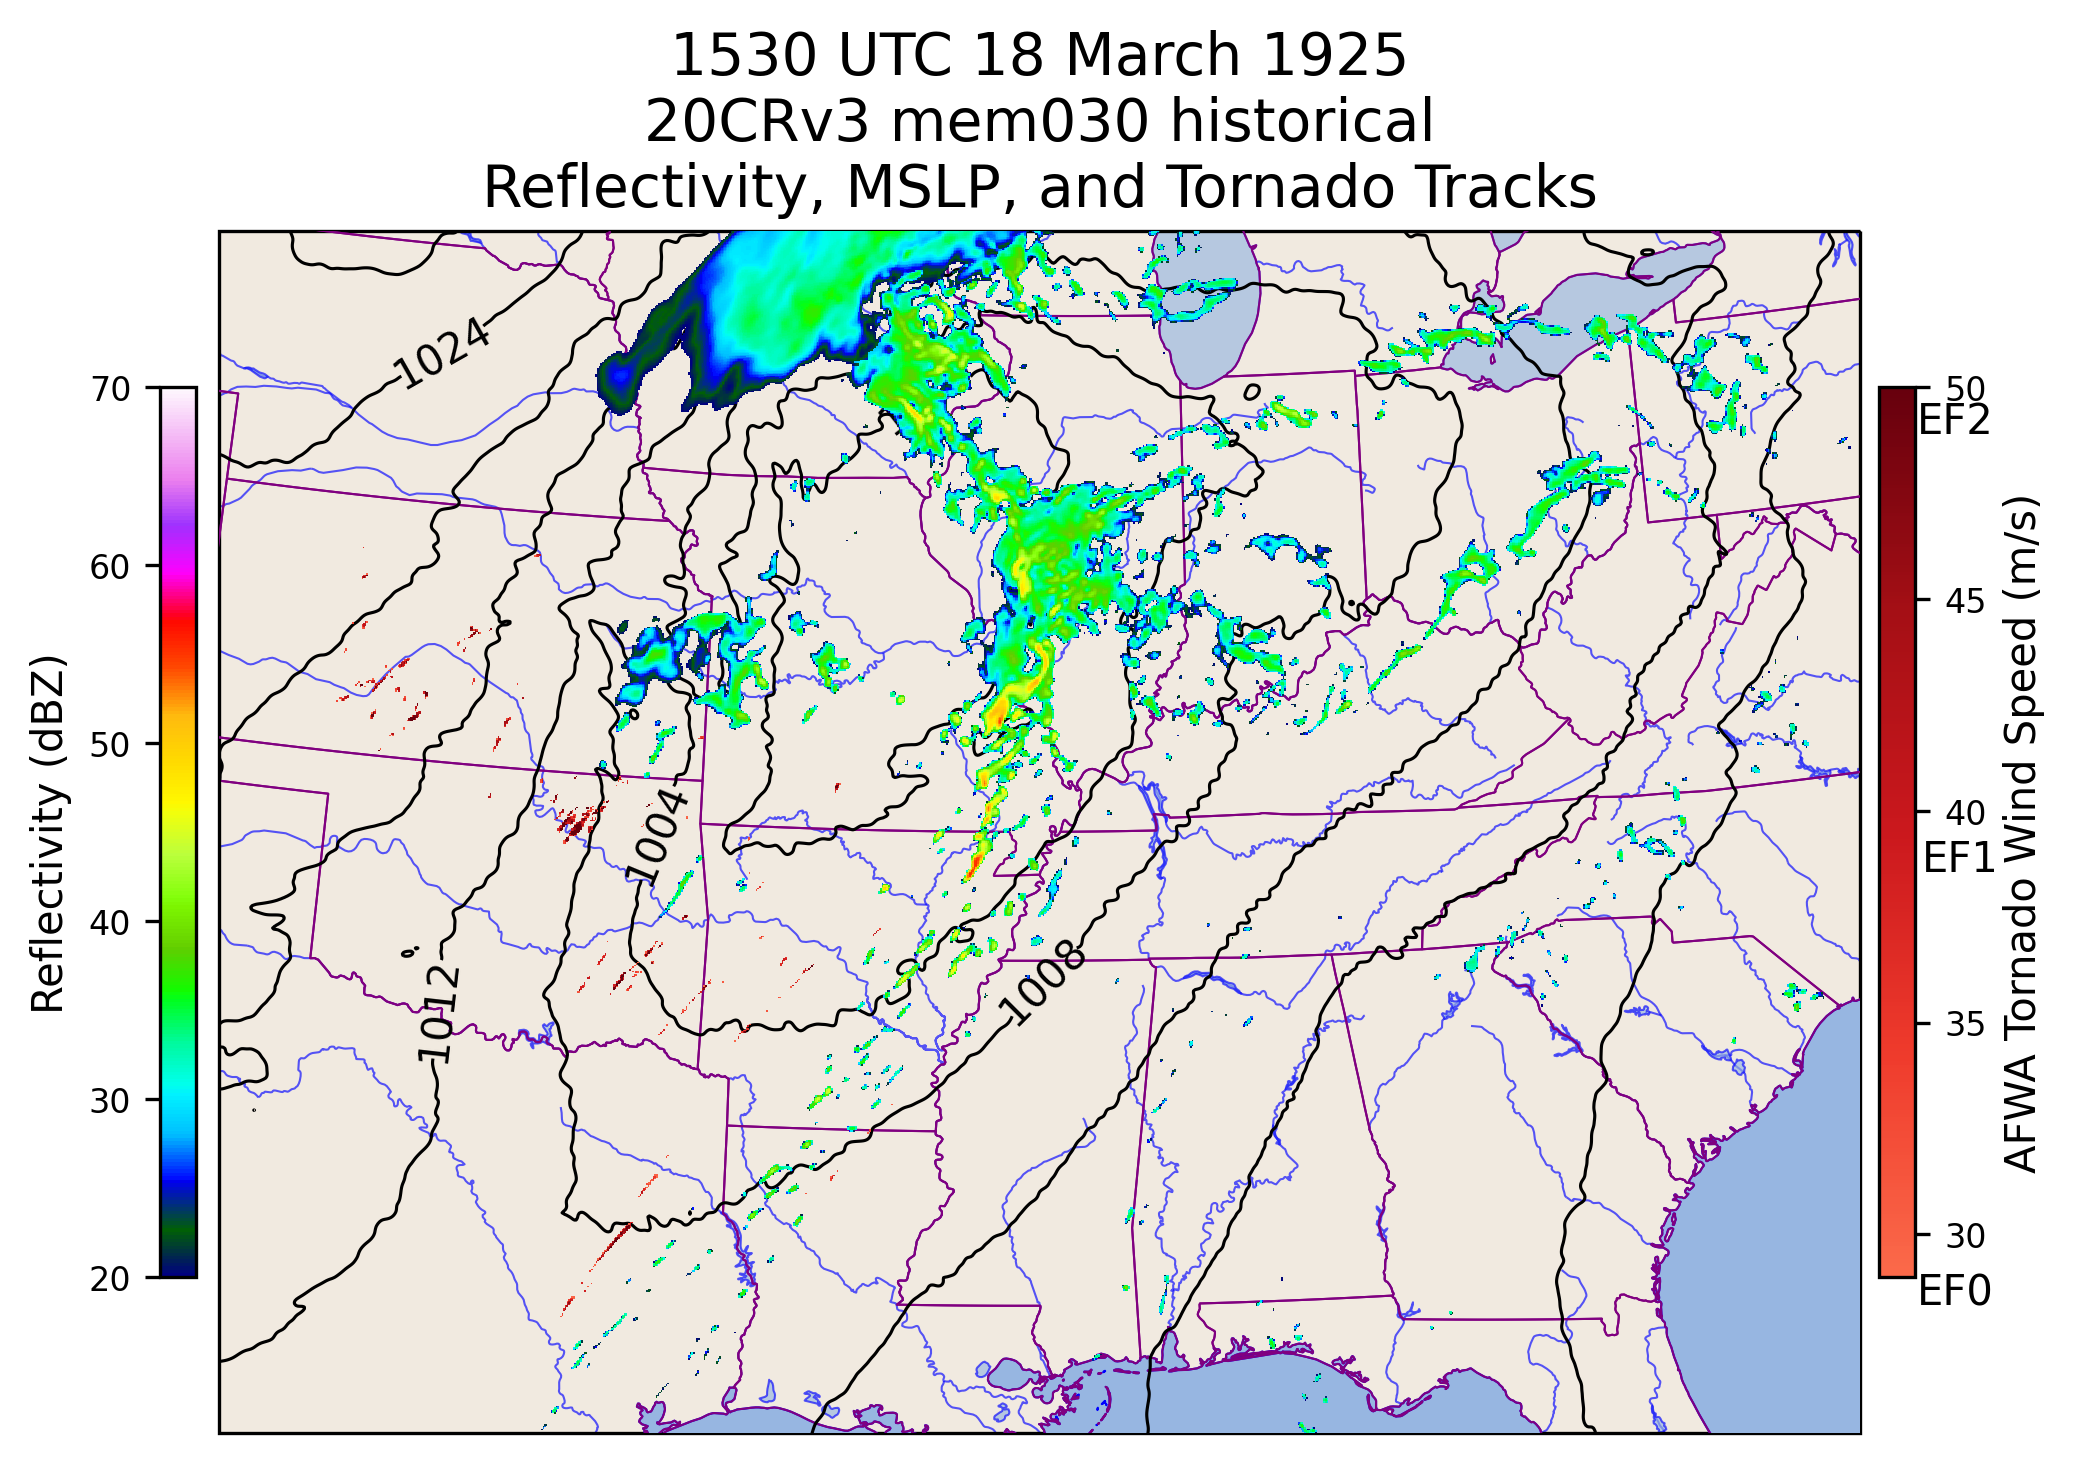 1530 UTC 18 March 1925
20CRv3 mem030 historical
Reflectivity, MSLP, and Tornado Tracks
1024
1004
1008
1012
70
60
50
40
30
20
Reflectivity (dBZ)
50
EF2
45
40
EF1
35
30
EF0
AFWA Tornado Wind Speed (m/s)